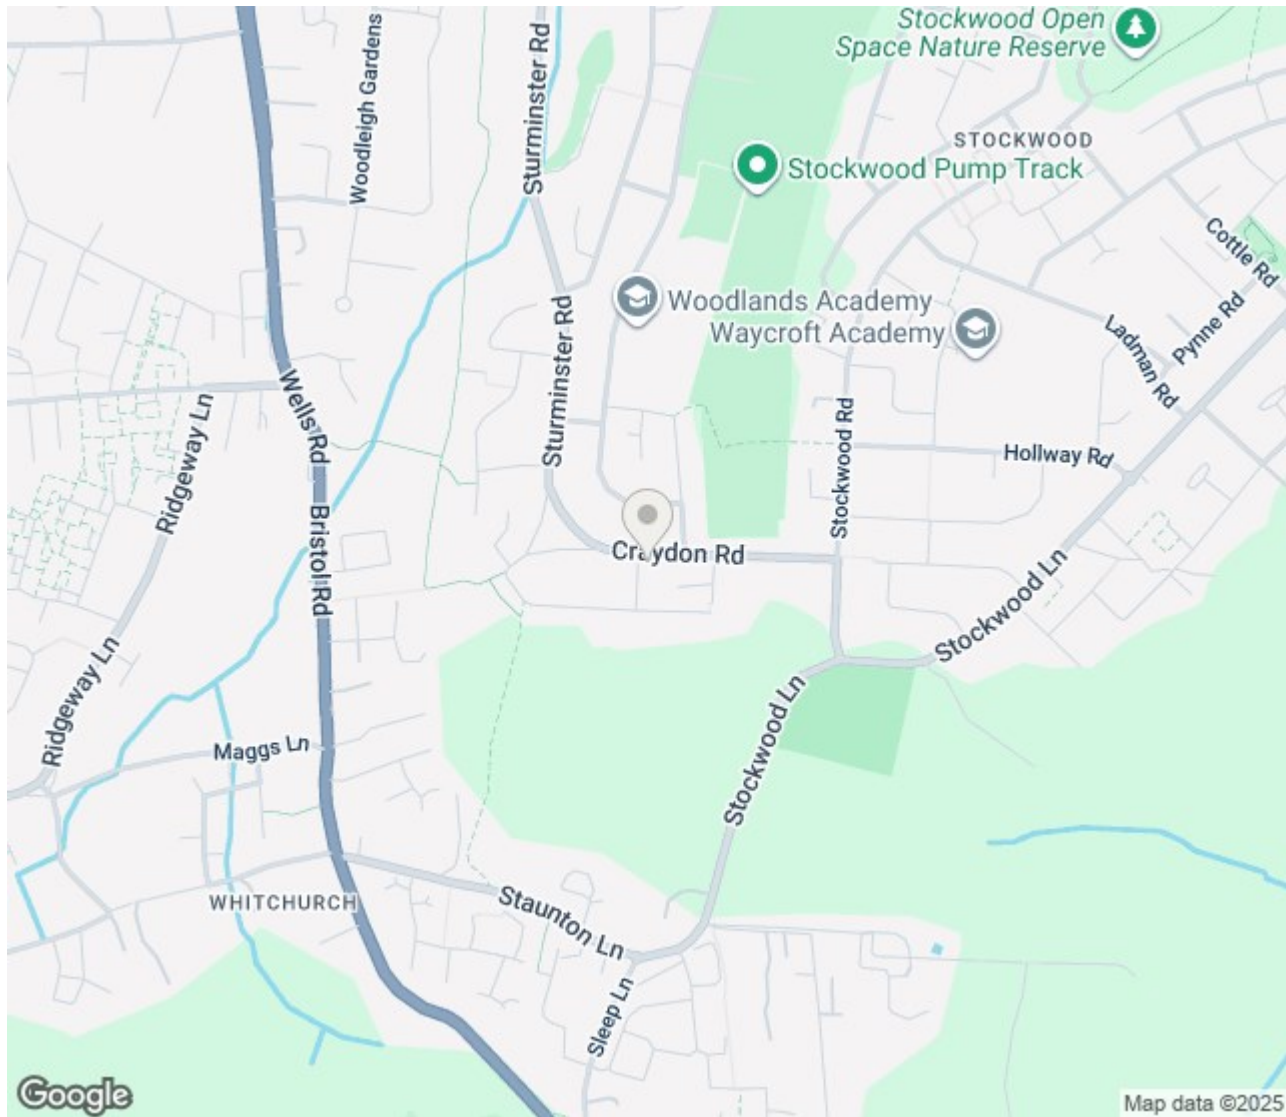 Stockwood Open
Space Nature Reserve
Woodleigh Gardens
Sturminster Rd
STOCKWOOD
Stockwood Pump Track
Cottle Rd
Pynne Rd
Woodlands Academy
Waycroft Academy
Ladman Rd
Sturminster Rd
Wells Rd
Ridgeway Ln
Stockwood Rd
Hollway Rd
Bristol Rd
Craydon Rd
Stockwood Ln
Ridgeway Ln
Maggs Ln
Stockwood Ln
WHITCHURCH
Staunton Ln
Sleep Ln
Google
Map data ©2025